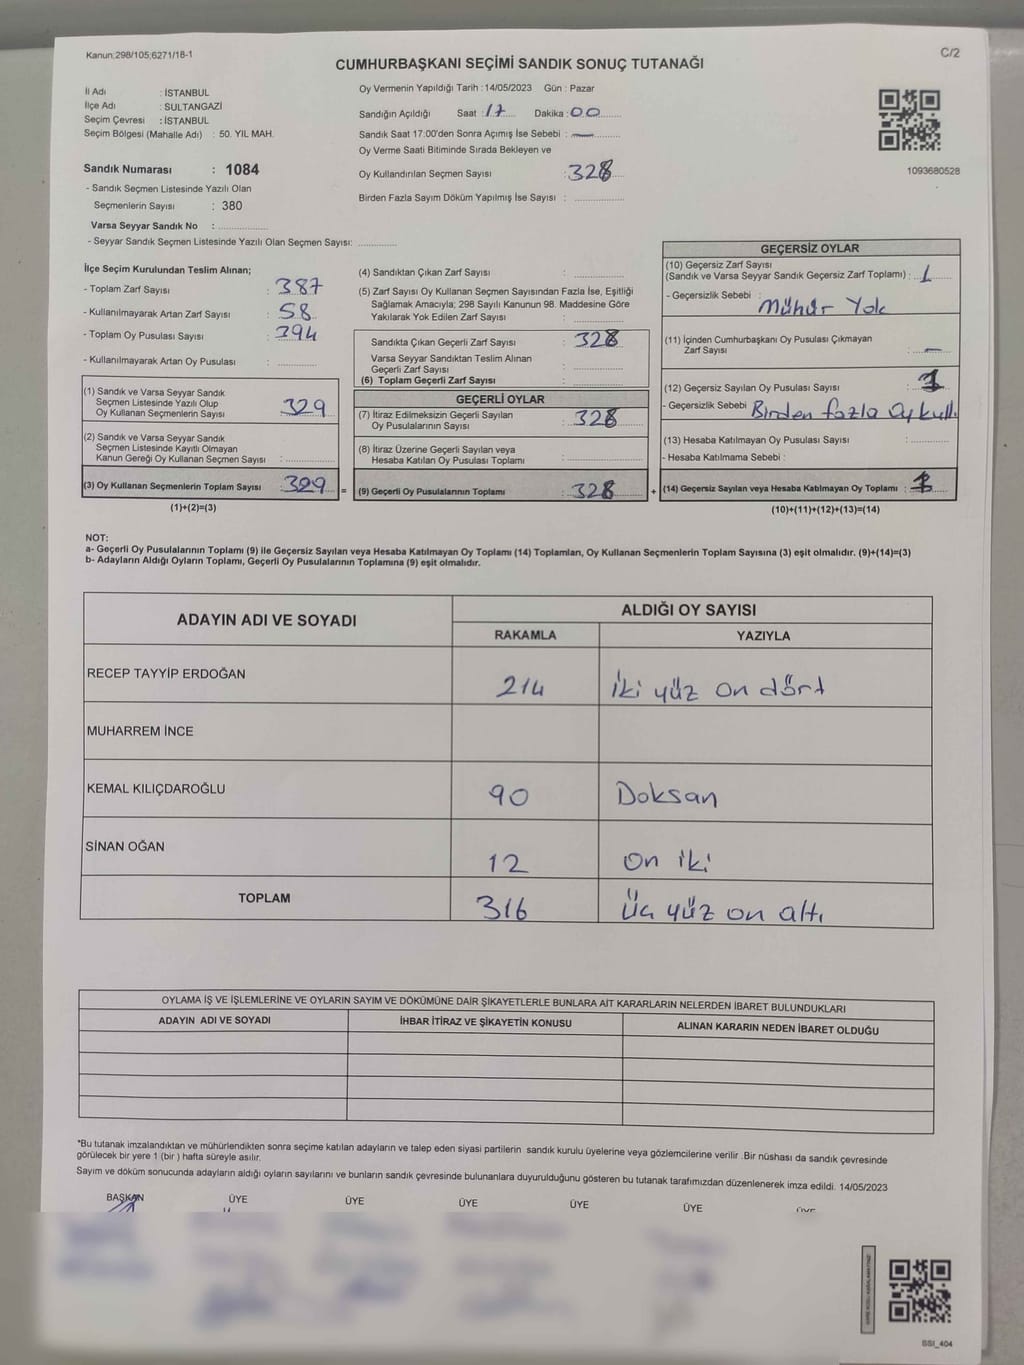 Kanun;298/105;6271/18-1
C/2
CUMHURBAŞKANI SEÇİMİ SANDIK SONUÇ TUTANAĞI
İl Adı : İSTANBUL
İlçe Adı : SULTANGAZİ
Seçim Çevresi : İSTANBUL
Seçim Bölgesi (Mahalle Adı) : 50. YIL MAH.
Oy Vermenin Yapıldığı Tarih : 14/05/2023 Gün : Pazar
Sandığın Açıldığı Saat : 17 Dakika : 00
Sandık Saat 17:00'den Sonra Açımış İse Sebebi : —
Oy Verme Saati Bitiminde Sırada Bekleyen ve
Oy Kullandırılan Seçmen Sayısı : 328
Birden Fazla Sayım Döküm Yapılmış İse Sayısı :
1093680528
Sandık Numarası : 1084
- Sandık Seçmen Listesinde Yazılı Olan
Seçmenlerin Sayısı : 380
Varsa Seyyar Sandık No :
- Seyyar Sandık Seçmen Listesinde Yazılı Olan Seçmen Sayısı:
İlçe Seçim Kurulundan Teslim Alınan;
- Toplam Zarf Sayısı : 387
- Kullanılmayarak Artan Zarf Sayısı : 58
- Toplam Oy Pusulası Sayısı : 394
- Kullanılmayarak Artan Oy Pusulası :
(1) Sandık ve Varsa Seyyar Sandık
Seçmen Listesinde Yazılı Olup
Oy Kullanan Seçmenlerin Sayısı : 329
(2) Sandık ve Varsa Seyyar Sandık
Seçmen Listesinde Kayıtlı Olmayan
Kanun Gereği Oy Kullanan Seçmen Sayısı :
(3) Oy Kullanan Seçmenlerin Toplam Sayısı : 329 =
(1)+(2)=(3)
(4) Sandıktan Çıkan Zarf Sayısı :
(5) Zarf Sayısı Oy Kullanan Seçmen Sayısından Fazla İse, Eşitliği
Sağlamak Amacıyla; 298 Sayılı Kanunun 98. Maddesine Göre
Yakılarak Yok Edilen Zarf Sayısı :
Sandıkta Çıkan Geçerli Zarf Sayısı : 328
Varsa Seyyar Sandıktan Teslim Alınan
Geçerli Zarf Sayısı :
(6) Toplam Geçerli Zarf Sayısı :
GEÇERLİ OYLAR
(7) İtiraz Edilmeksizin Geçerli Sayılan
Oy Pusulalarının Sayısı : 328
(8) İtiraz Üzerine Geçerli Sayılan veya
Hesaba Katılan Oy Pusulası Toplamı :
(9) Geçerli Oy Pusulalarının Toplamı : 328 +
GEÇERSİZ OYLAR
(10) Geçersiz Zarf Sayısı
(Sandık ve Varsa Seyyar Sandık Geçersiz Zarf Toplamı) : 1
- Geçersizlik Sebebi : Mühür Yok
(11) İçinden Cumhurbaşkanı Oy Pusulası Çıkmayan
Zarf Sayısı : —
(12) Geçersiz Sayılan Oy Pusulası Sayısı :
- Geçersizlik Sebebi : Birden fazla oy kull.
(13) Hesaba Katılmayan Oy Pusulası Sayısı :
- Hesaba Katılmama Sebebi :
(14) Geçersiz Sayılan veya Hesaba Katılmayan Oy Toplamı :
(10)+(11)+(12)+(13)=(14)
NOT:
a- Geçerli Oy Pusulalarının Toplamı (9) ile Geçersiz Sayılan veya Hesaba Katılmayan Oy Toplamı (14) Toplamları, Oy Kullanan Seçmenlerin Toplam Sayısına (3) eşit olmalıdır. (9)+(14)=(3)
b- Adayların Aldığı Oyların Toplamı, Geçerli Oy Pusulalarının Toplamına (9) eşit olmalıdır.
ADAYIN ADI VE SOYADI
ALDIĞI OY SAYISI
RAKAMLA YAZIYLA
RECEP TAYYİP ERDOĞAN 214 İki yüz on dört
MUHARREM İNCE
KEMAL KILIÇDAROĞLU 90 Doksan
SİNAN OĞAN 12 on iki
TOPLAM 316 Üç yüz on altı
OYLAMA İŞ VE İŞLEMLERİNE VE OYLARIN SAYIM VE DÖKÜMÜNE DAİR ŞİKAYETLERLE BUNLARA AİT KARARLARIN NELERDEN İBARET BULUNDUKLARI
ADAYIN ADI VE SOYADI İHBAR İTİRAZ VE ŞİKAYETİN KONUSU ALINAN KARARIN NEDEN İBARET OLDUĞU
*Bu tutanak imzalandıktan ve mühürlendikten sonra seçime katılan adayların ve talep eden siyasi partilerin sandık kurulu üyelerine veya gözlemcilerine verilir .Bir nüshası da sandık çevresinde
görülecek bir yere 1 (bir ) hafta süreyle asılır.
Sayım ve döküm sonucunda adayların aldığı oyların sayılarını ve bunların sandık çevresinde bulunanlara duyurulduğunu gösteren bu tutanak tarafımızdan düzenlenerek imza edildi. 14/05/2023
BAŞKAN ÜYE ÜYE ÜYE ÜYE ÜYE
SSI_404